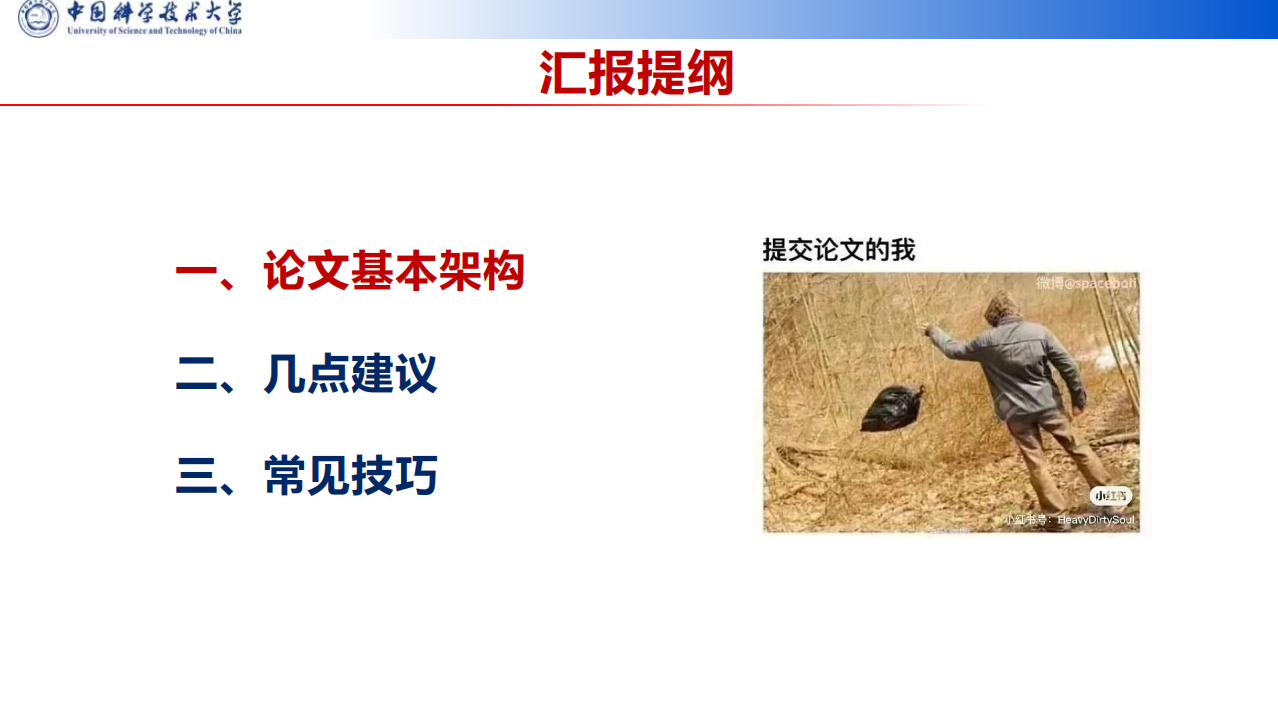 中国科学技术大学
University of Science and Technology of China
汇报提纲
一、论文基本架构
二、几点建议
三、常见技巧
提交论文的我
微博@spaceboii
小红书
小红书号：HeavyDirtySoul